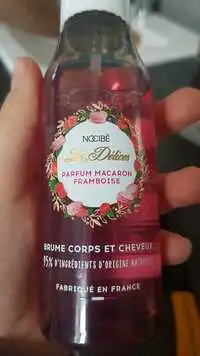 NOCIBÉ
Les Délices
PARFUM MACARON
FRAMBOISE
BRUME CORPS ET CHEVEUX
95% D'INGRÉDIENTS D'ORIGINE NATURELLE
FABRIQUÉ EN FRANCE